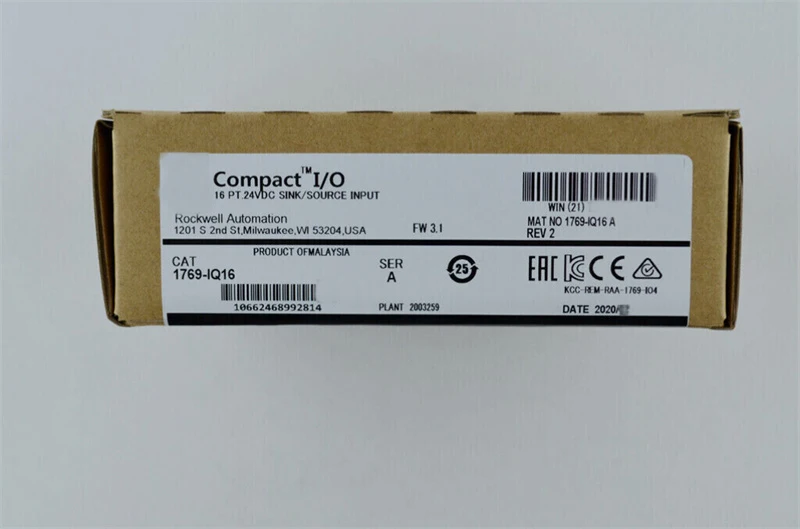 Compact™ I/O
16 PT 24VDC SINK/SOURCE INPUT
Rockwell Automation
1201 S 2nd St,Milwaukee,WI 53204,USA
FW 3.1
WIN (21)
MAT NO 1769-IQ16 A
REV 2
PRODUCT OFMALAYSIA
CAT
1769-IQ16
10662468992814
SER
A
PLANT 2003259
25
EAC
CE
KCC-REM-RAA-1769-IO4
DATE 2020/